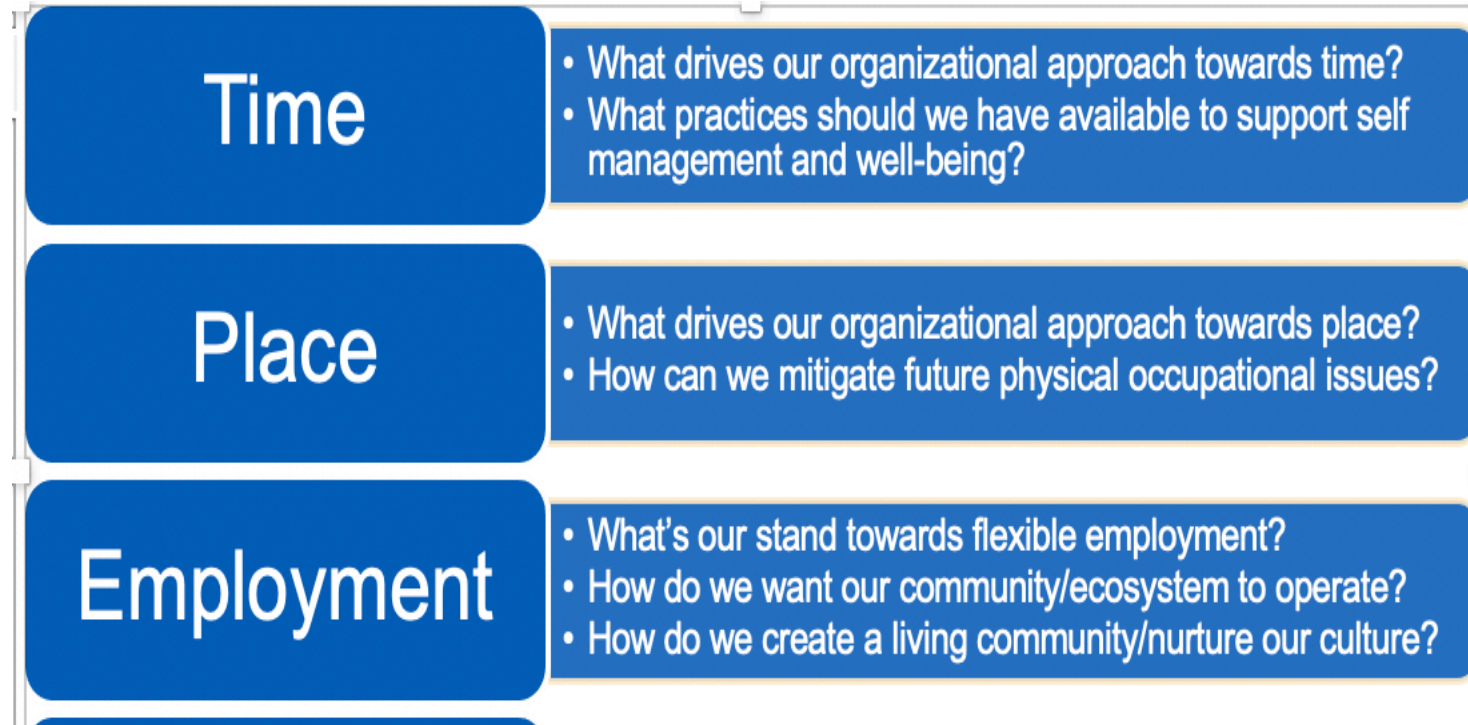 Time
• What drives our organizational approach towards time?
• What practices should we have available to support self
management and well-being?
Place
• What drives our organizational approach towards place?
• How can we mitigate future physical occupational issues?
Employment
• What’s our stand towards flexible employment?
• How do we want our community/ecosystem to operate?
• How do we create a living community/nurture our culture?